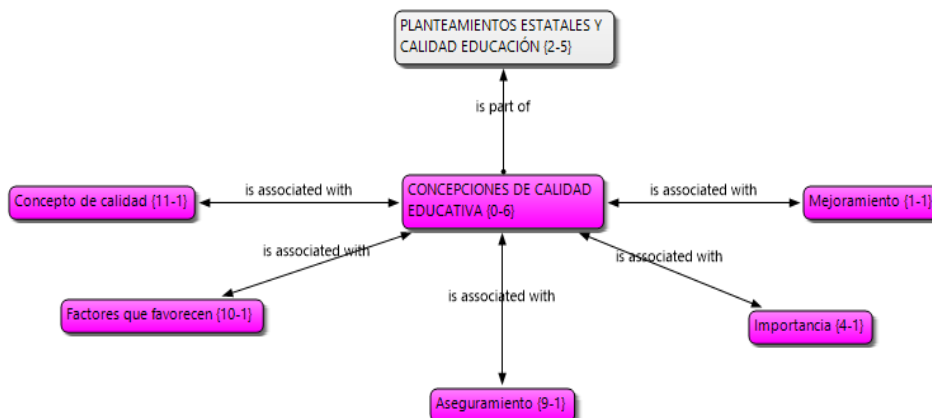 PLANTEAMIENTOS ESTATALES Y
CALIDAD EDUCACIÓN {2-5}
is part of
CONCEPCIONES DE CALIDAD
EDUCATIVA {0-6}
is associated with
Concepto de calidad {11-1}
is associated with
Mejoramiento {1-1}
is associated with
Factores que favorecen {10-1}
is associated with
Importancia {4-1}
is associated with
Aseguramiento {9-1}